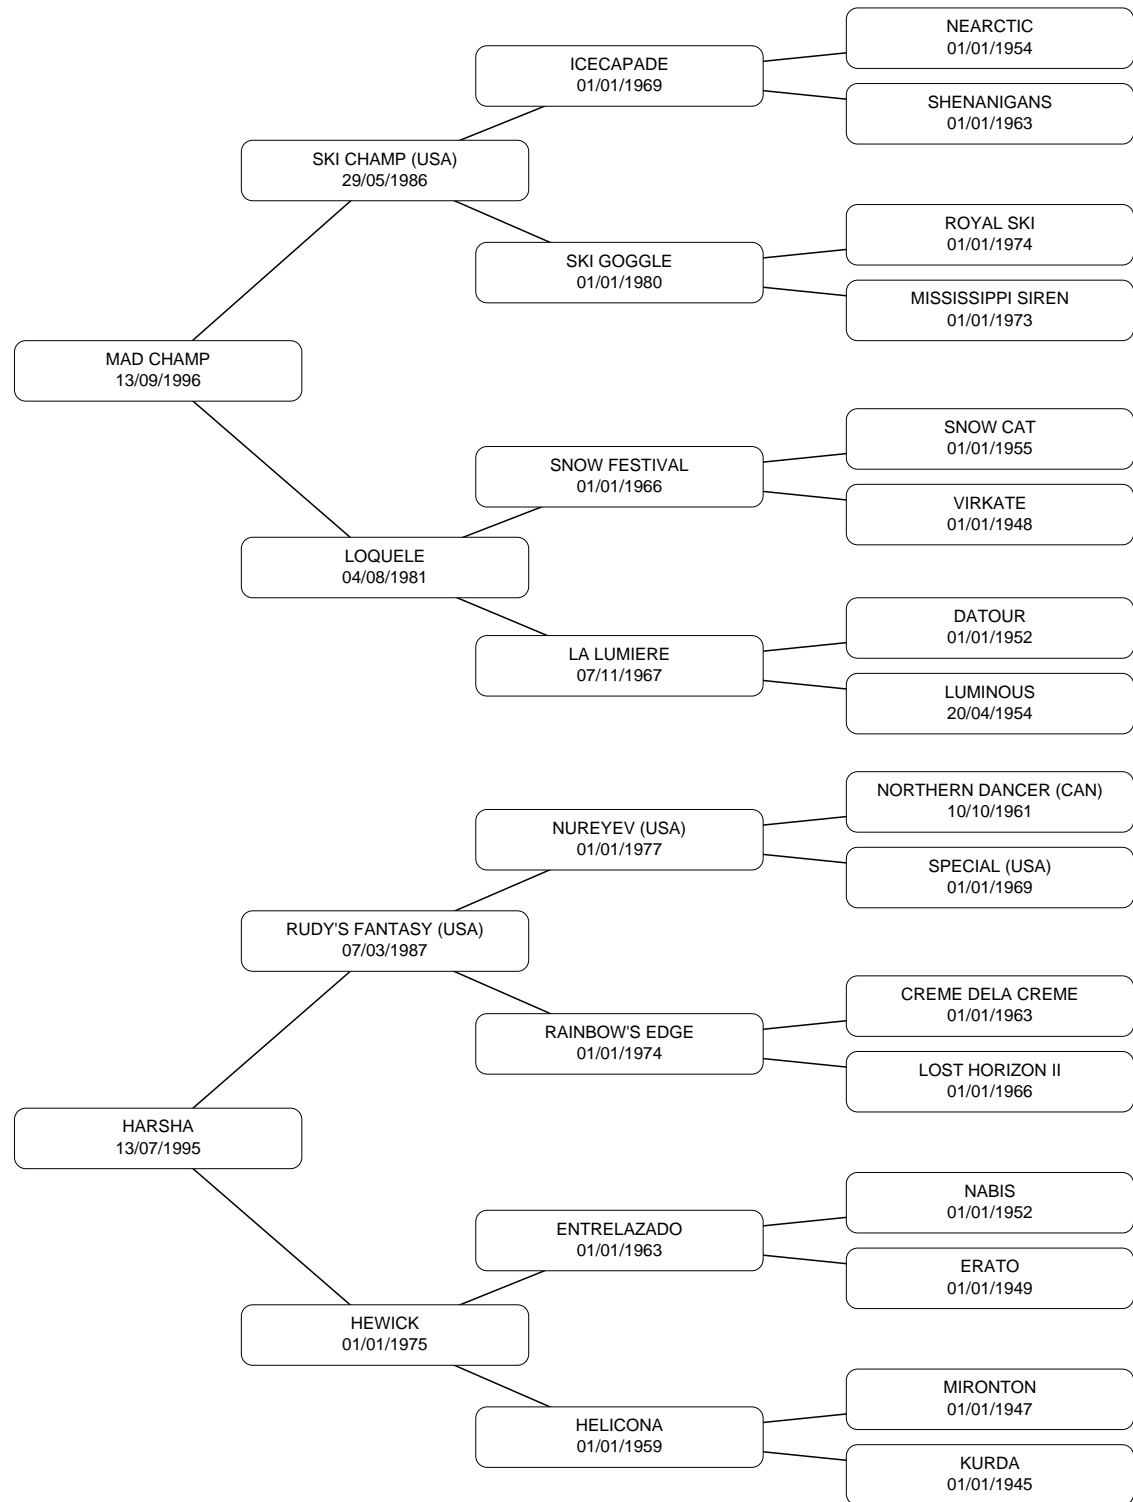 NEARCTIC
01/01/1954
ICECAPADE
01/01/1969
SHENANIGANS
01/01/1963
SKI CHAMP (USA)
29/05/1986
ROYAL SKI
01/01/1974
SKI GOGGLE
01/01/1980
MISSISSIPPI SIREN
01/01/1973
MAD CHAMP
13/09/1996
SNOW CAT
01/01/1955
SNOW FESTIVAL
01/01/1966
VIRKATE
01/01/1948
LOQUELE
04/08/1981
DATOUR
01/01/1952
LA LUMIERE
07/11/1967
LUMINOUS
20/04/1954
NORTHERN DANCER (CAN)
10/10/1961
NUREYEV (USA)
01/01/1977
SPECIAL (USA)
01/01/1969
RUDY'S FANTASY (USA)
07/03/1987
CREME DELA CREME
01/01/1963
RAINBOW'S EDGE
01/01/1974
LOST HORIZON II
01/01/1966
HARSHA
13/07/1995
NABIS
01/01/1952
ENTRELAZADO
01/01/1963
ERATO
01/01/1949
HEWICK
01/01/1975
MIRONTON
01/01/1947
HELICONA
01/01/1959
KURDA
01/01/1945